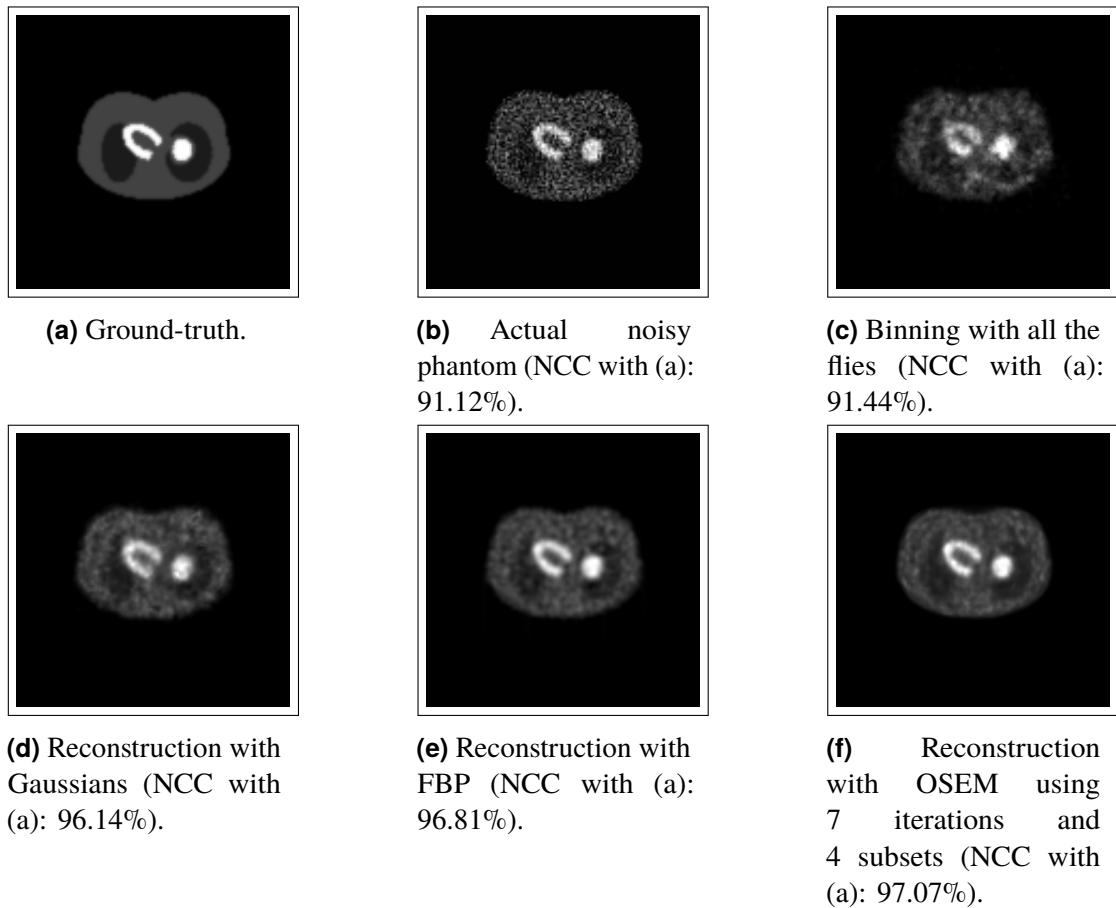 (a) Ground-truth.
(b) Actual noisy
phantom (NCC with (a):
91.12%).
(c) Binning with all the
flies (NCC with (a):
91.44%).
(d) Reconstruction with
Gaussians (NCC with
(a): 96.14%).
(e) Reconstruction with
FBP (NCC with (a):
96.81%).
(f) Reconstruction
with OSEM using
7 iterations and
4 subsets (NCC with
(a): 97.07%).